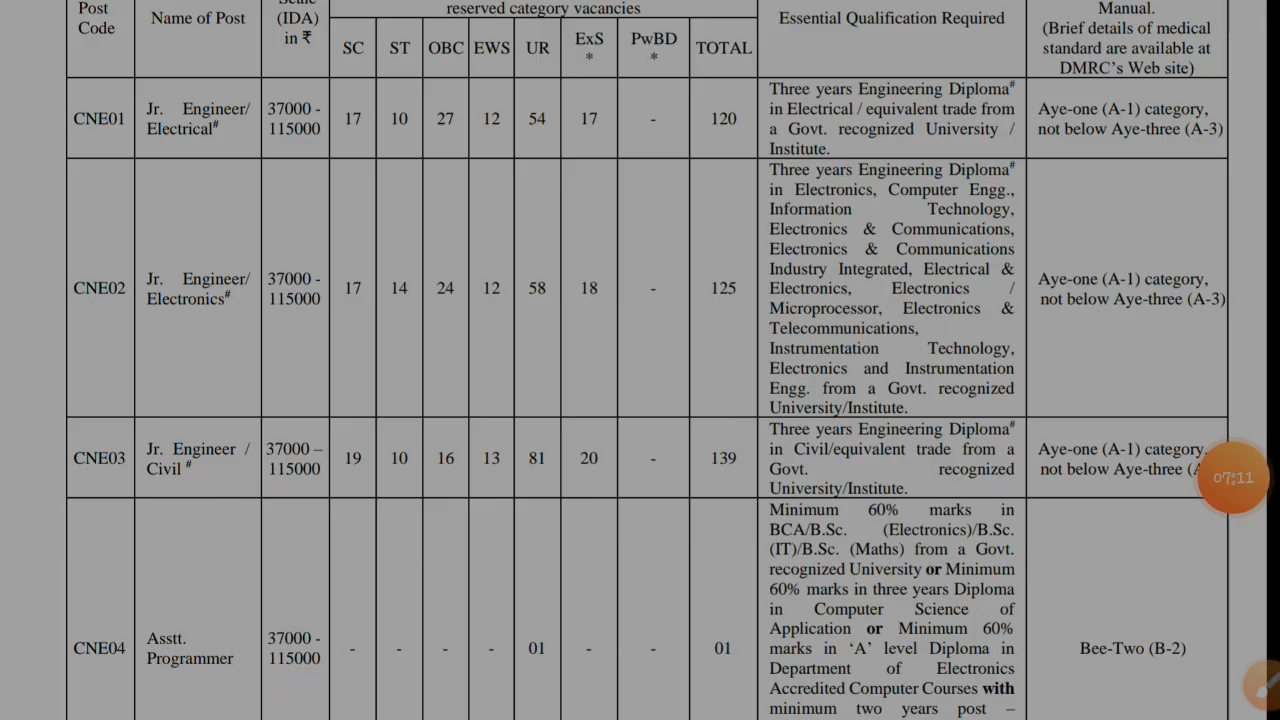 Post
Code
Name of Post
Scale
(IDA)
in ₹
reserved category vacancies
SC ST OBC EWS UR ExS
*
PwBD
*
TOTAL
Essential Qualification Required
Manual.
(Brief details of medical
standard are available at
DMRC's Web site)
CNE01
Jr. Engineer/
Electrical#
37000 -
115000
17 10 27 12 54 17 - 120
Three years Engineering Diploma#
in Electrical / equivalent trade from
a Govt. recognized University /
Institute.
Aye-one (A-1) category,
not below Aye-three (A-3)
CNE02
Jr. Engineer/
Electronics#
37000 -
115000
17 14 24 12 58 18 - 125
Three years Engineering Diploma#
in Electronics, Computer Engg.,
Information Technology,
Electronics & Communications,
Electronics & Communications
Industry Integrated, Electrical &
Electronics, Electronics /
Microprocessor, Electronics &
Telecommunications,
Instrumentation Technology,
Electronics and Instrumentation
Engg. from a Govt. recognized
University/Institute.
Aye-one (A-1) category,
not below Aye-three (A-3)
CNE03
Jr. Engineer /
Civil #
37000 –
115000
19 10 16 13 81 20 - 139
Three years Engineering Diploma#
in Civil/equivalent trade from a
Govt. recognized
University/Institute.
Aye-one (A-1) category,
not below Aye-three
07:11
CNE04
Asstt.
Programmer
37000 -
115000
- - - - 01 - - 01
Minimum 60% marks in
BCA/B.Sc. (Electronics)/B.Sc.
(IT)/B.Sc. (Maths) from a Govt.
recognized University or Minimum
60% marks in three years Diploma
in Computer Science of
Application or Minimum 60%
marks in ‘A’ level Diploma in
Department of Electronics
Accredited Computer Courses with
minimum two years post –
Bee-Two (B-2)